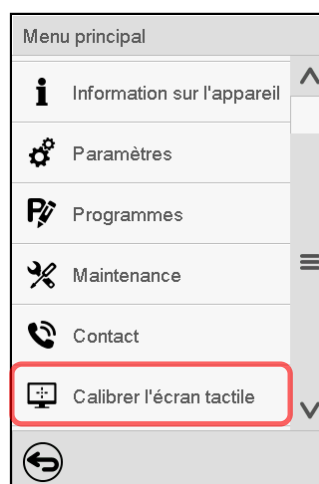 Menu principal
Information sur l'appareil
Paramètres
Programmes
Maintenance
Contact
Calibrer l'écran tactile